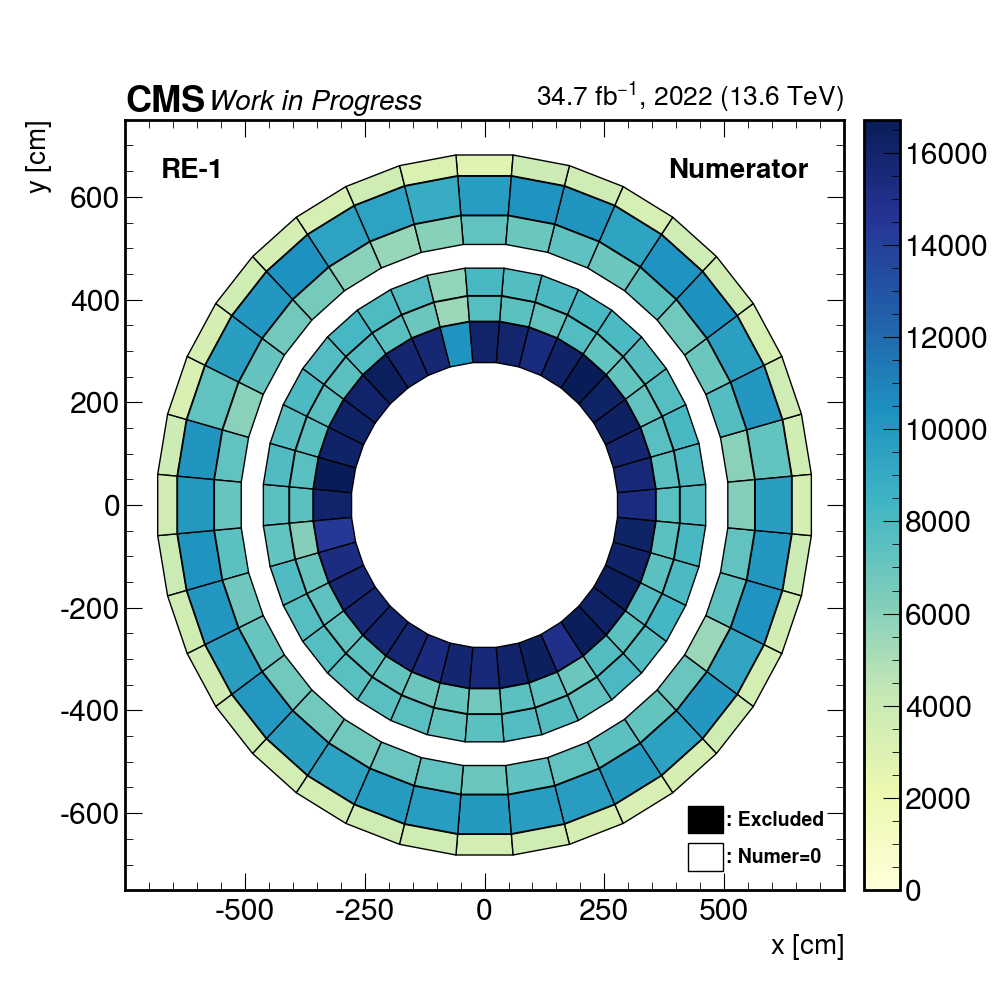 CMS Work in Progress
34.7 fb⁻¹, 2022 (13.6 TeV)
y [cm]
RE-1
Numerator
600
400
200
0
-200
-400
-600
-500
-250
0
250
500
x [cm]
: Excluded
: Numer=0
16000
14000
12000
10000
8000
6000
4000
2000
0